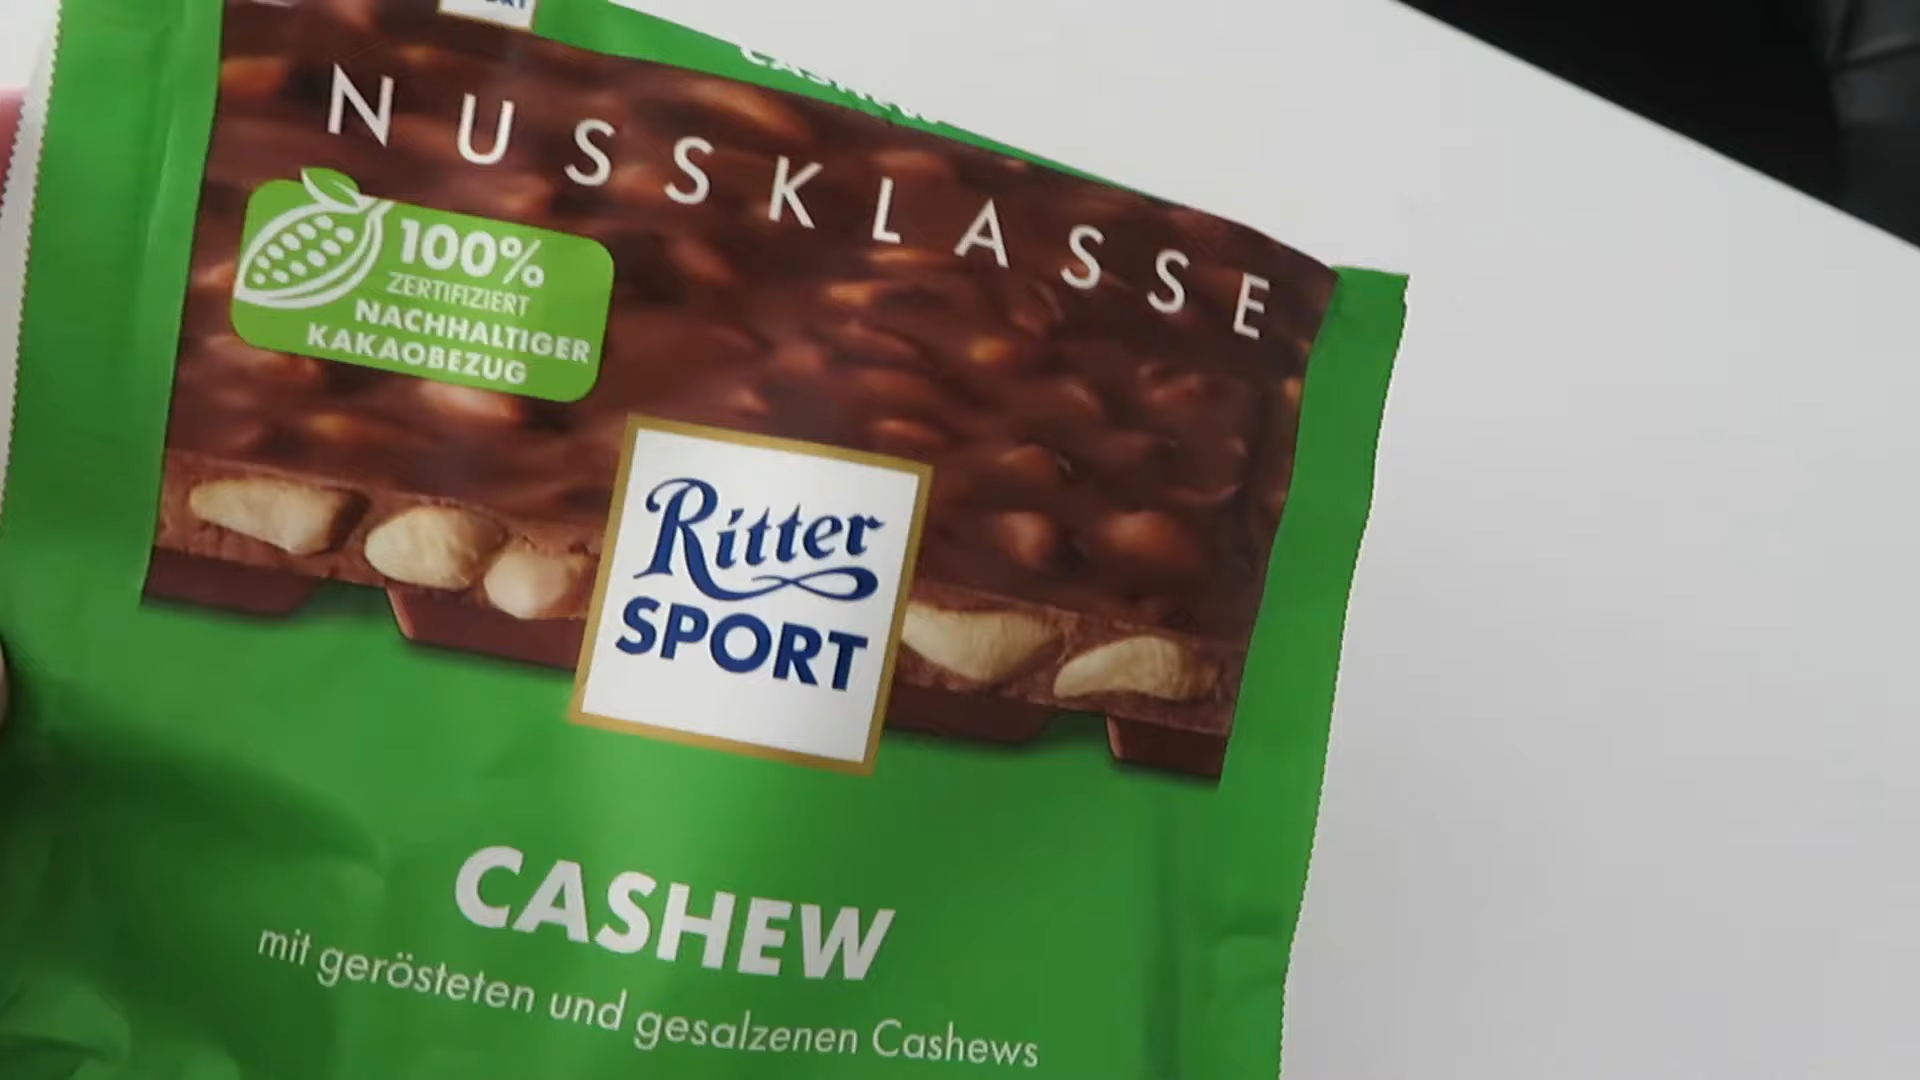 NUSSKLASSE
100%
ZERTIFIZIERT
NACHHALTIGER
KAKAOBEZUG
Ritter
SPORT
CASHEW
mit gerösteten und gesalzenen Cashews